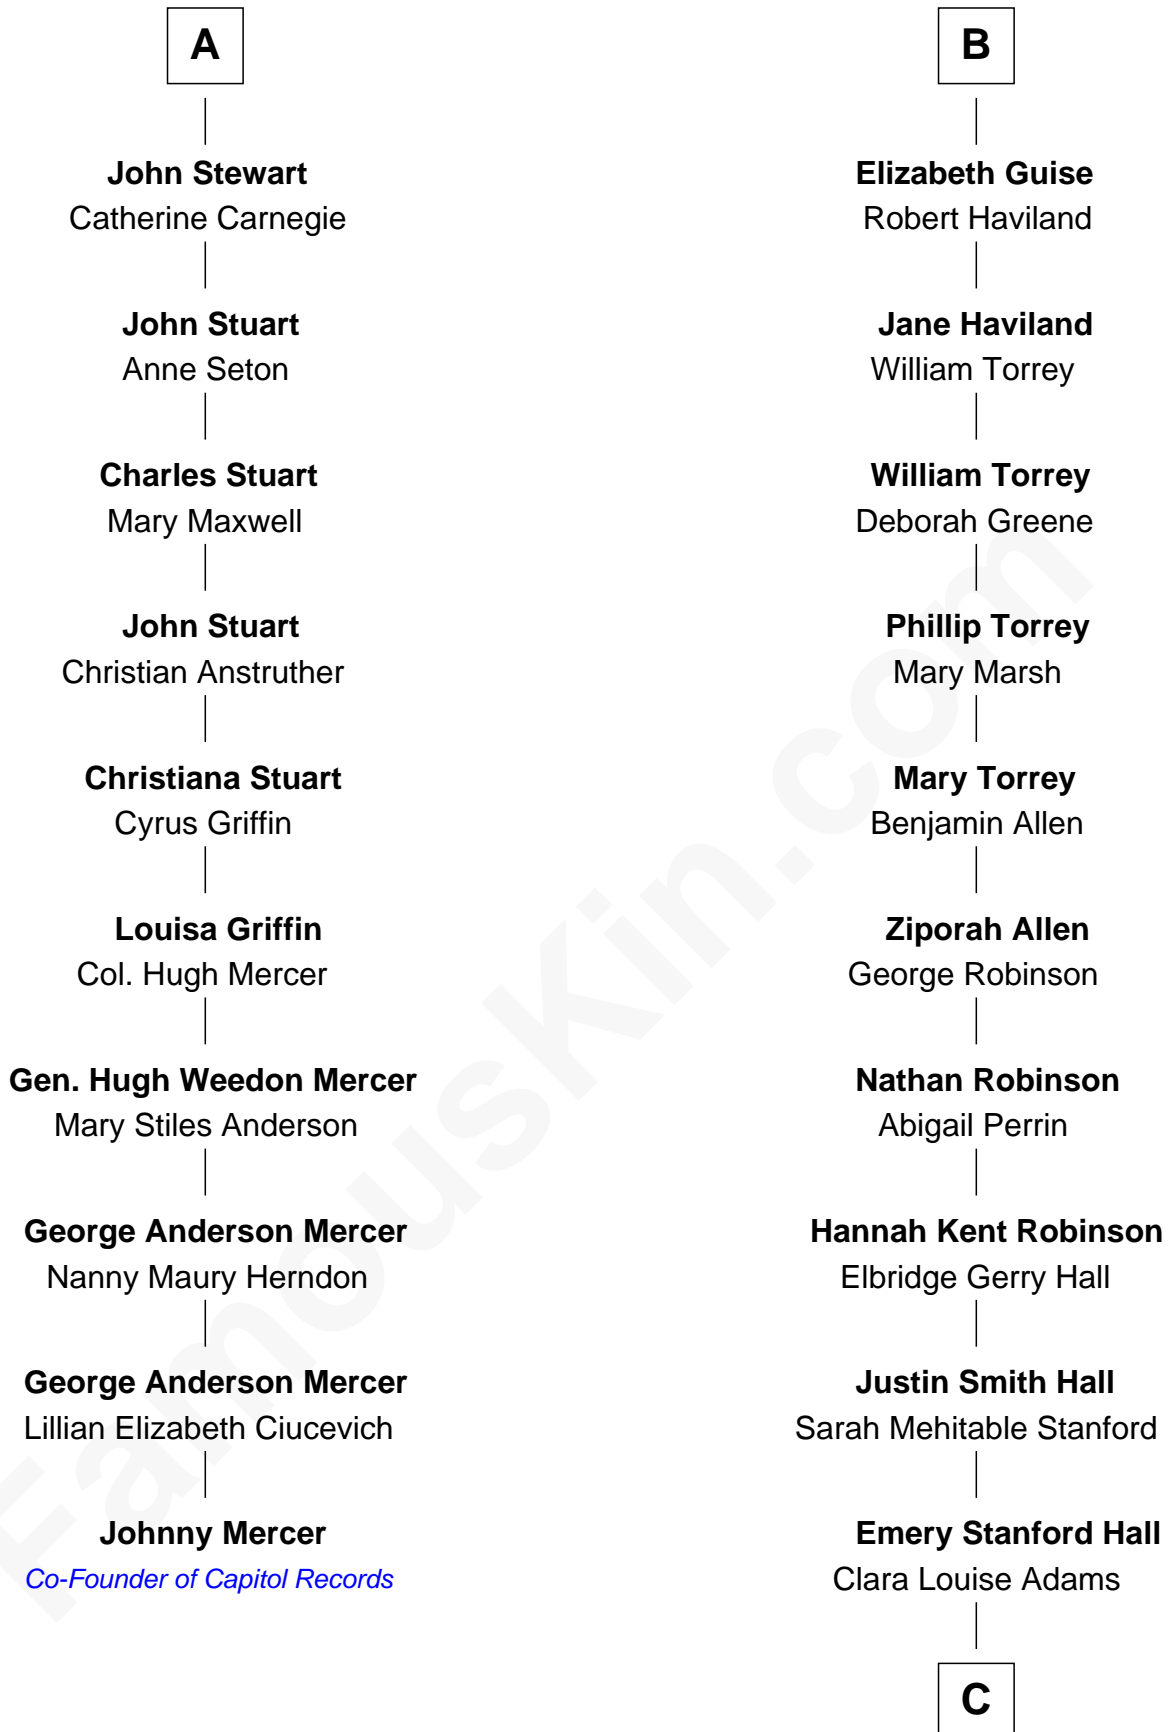 A
John Stewart
Catherine Carnegie
John Stuart
Anne Seton
Charles Stuart
Mary Maxwell
John Stuart
Christian Anstruther
Christiana Stuart
Cyrus Griffin
Louisa Griffin
Col. Hugh Mercer
Gen. Hugh Weedon Mercer
Mary Stiles Anderson
George Anderson Mercer
Nanny Maury Herndon
George Anderson Mercer
Lillian Elizabeth Ciucevich
Johnny Mercer
Co-Founder of Capitol Records
B
Elizabeth Guise
Robert Haviland
Jane Haviland
William Torrey
William Torrey
Deborah Greene
Phillip Torrey
Mary Marsh
Mary Torrey
Benjamin Allen
Ziporah Allen
George Robinson
Nathan Robinson
Abigail Perrin
Hannah Kent Robinson
Elbridge Gerry Hall
Justin Smith Hall
Sarah Mehitable Stanford
Emery Stanford Hall
Clara Louise Adams
C
FamousKin.com